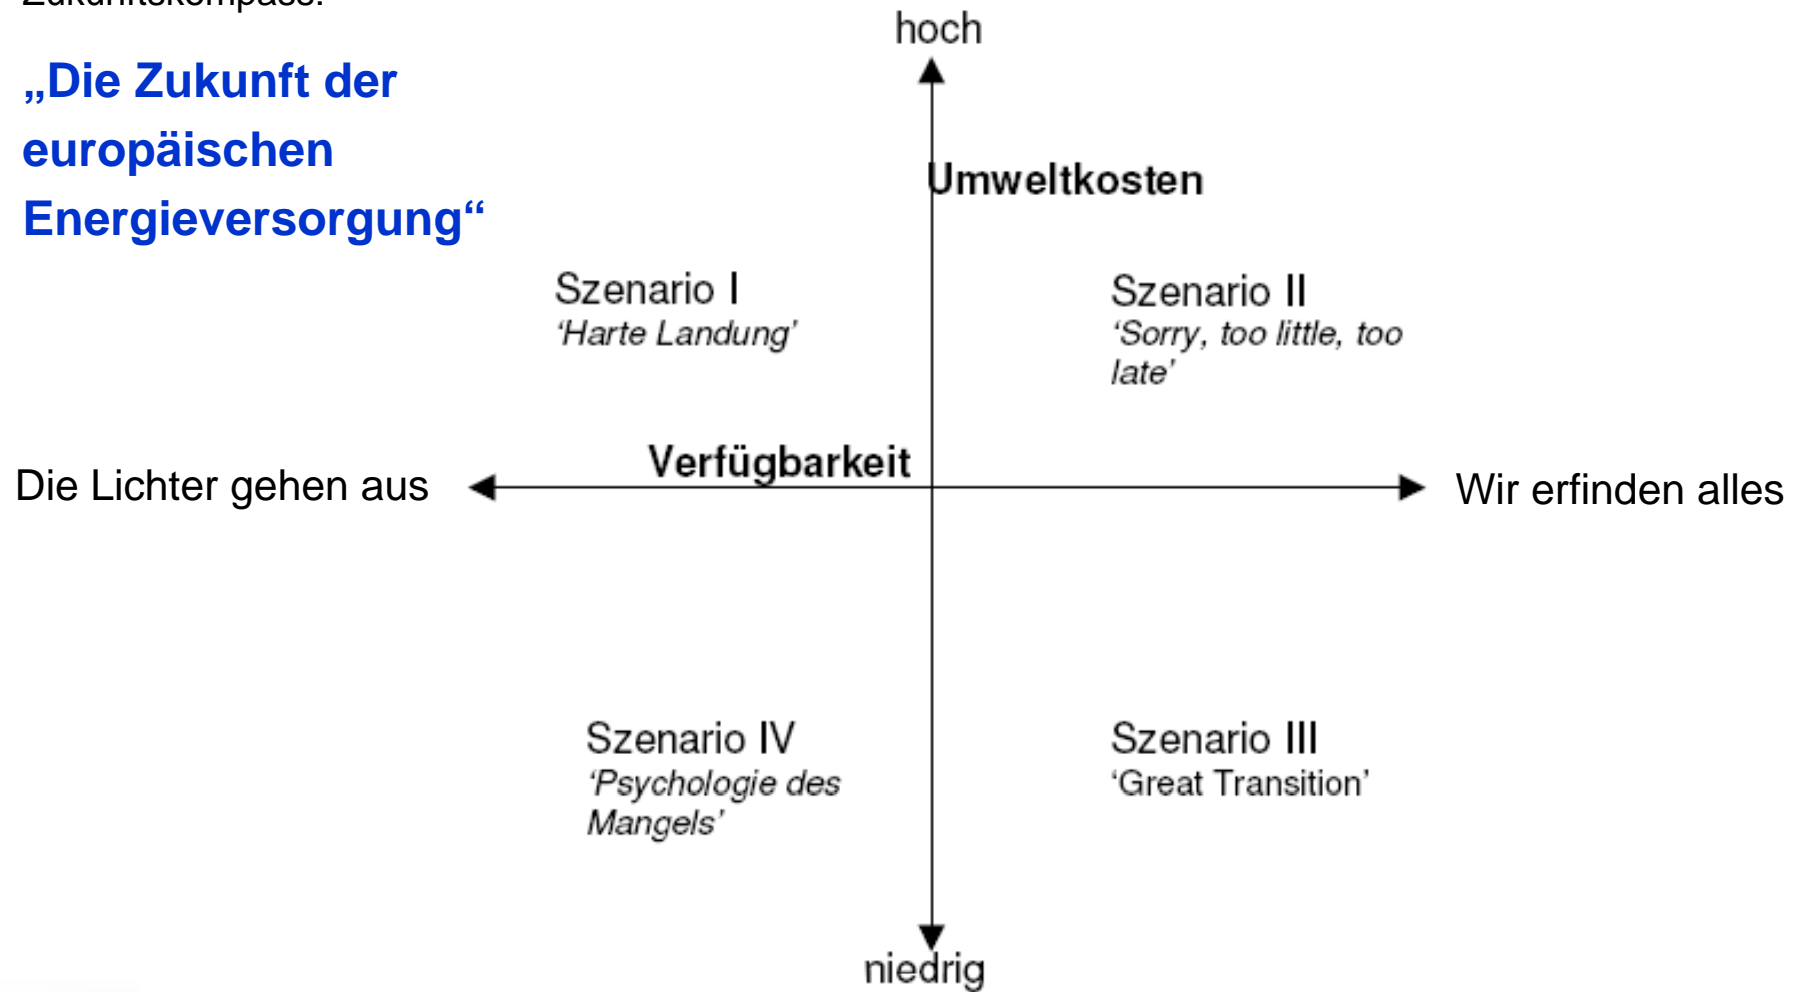 Zukunftskompass:
„Die Zukunft der
europäischen
Energieversorgung“
hoch
Umweltkosten
Szenario I
‘Harte Landung’
Szenario II
‘Sorry, too little, too
late’
Verfügbarkeit
Die Lichter gehen aus
Wir erfinden alles
Szenario IV
‘Psychologie des
Mangels’
Szenario III
‘Great Transition’
niedrig